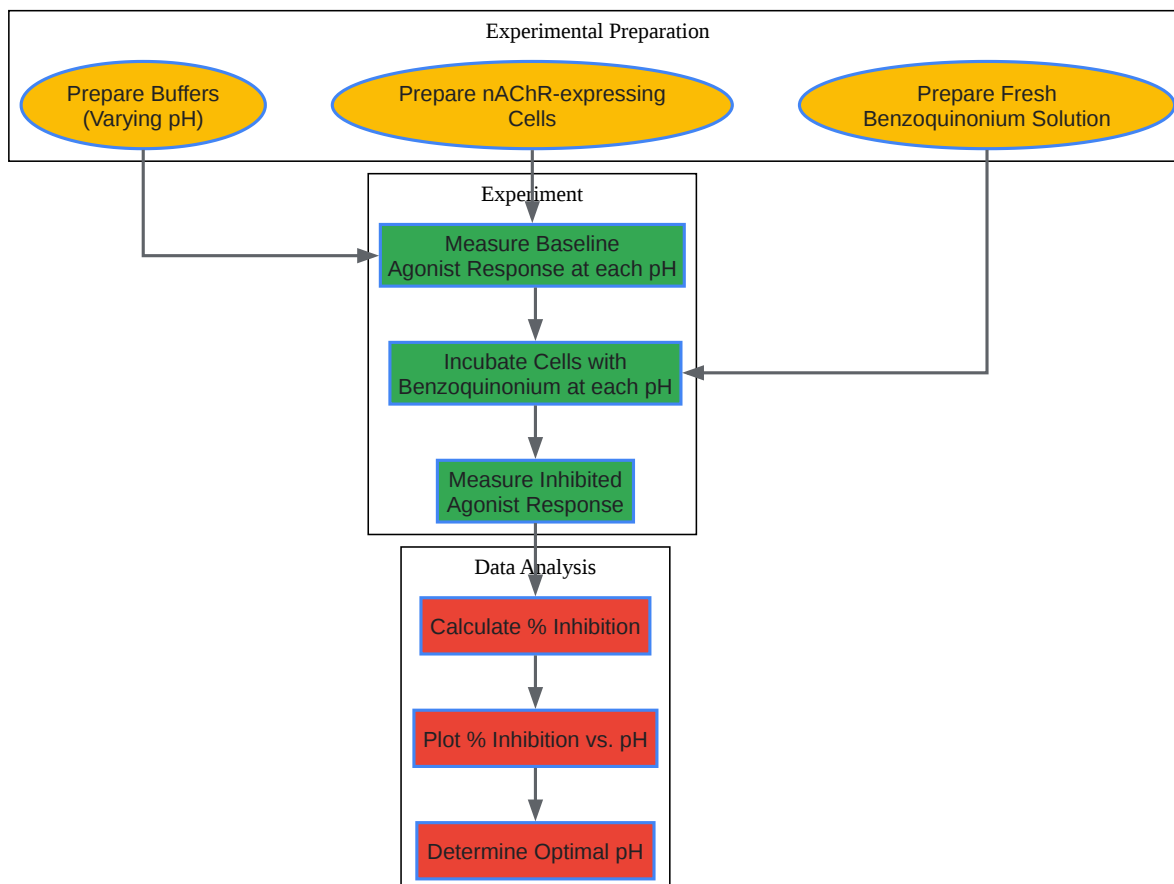 Experimental Preparation
Prepare Buffers
(Varying pH)
Prepare nAChR-expressing
Cells
Prepare Fresh
Benzoquinonium Solution
Experiment
Measure Baseline
Agonist Response at each pH
Incubate Cells with
Benzoquinonium at each pH
Measure Inhibited
Agonist Response
Data Analysis
Calculate % Inhibition
Plot % Inhibition vs. pH
Determine Optimal pH